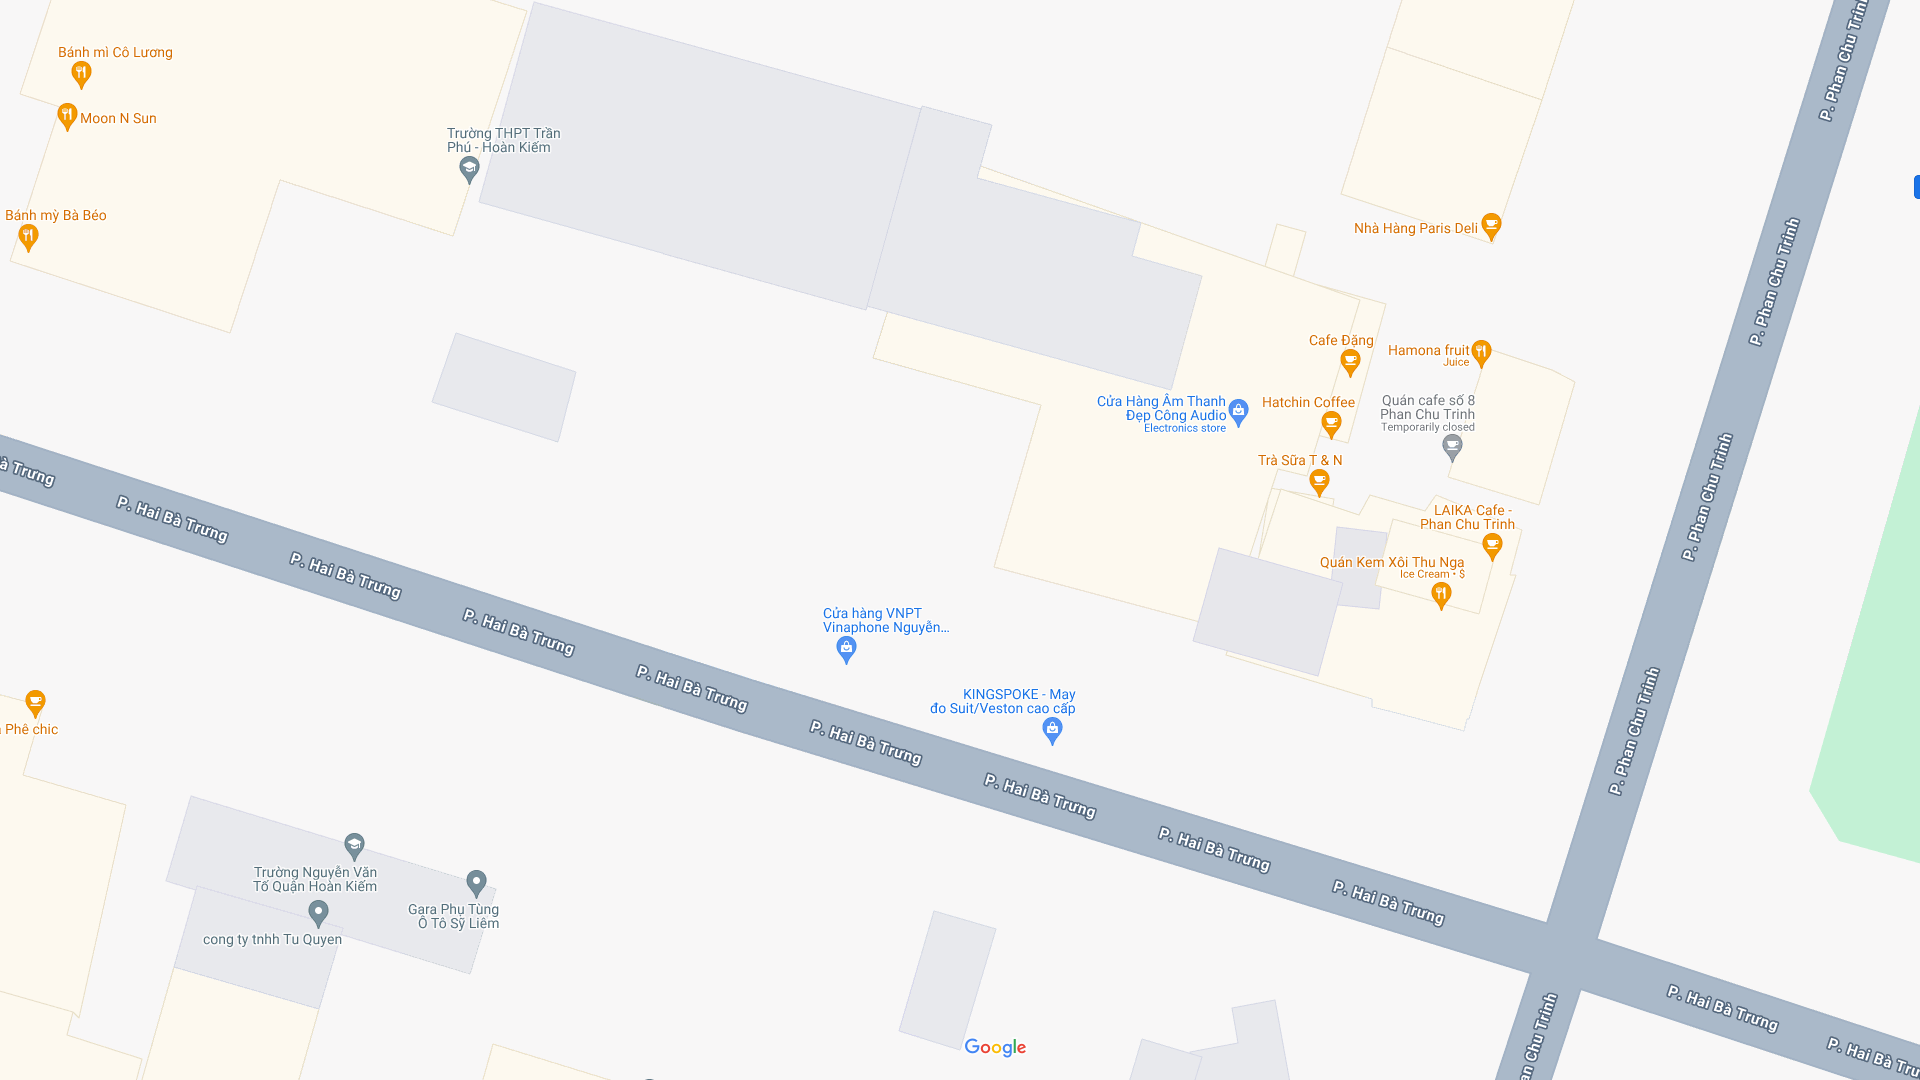 Bánh mì Cô Lương
Moon N Sun
Bánh mỳ Bà Béo
Trường THPT Trần
Phú - Hoàn Kiếm
P. Phan Chu Trinh
Nhà Hàng Paris Deli
P. Phan Chu Trinh
Cafe Đặng
Hamona fruit
Juice
Cửa Hàng Âm Thanh
Đẹp Công Audio
Electronics store
Hatchin Coffee
Quán cafe số 8
Phan Chu Trinh
Temporarily closed
Trà Sữa T & N
P. Phan Chu Trinh
LAIKA Cafe -
Phan Chu Trinh
Quán Kem Xôi Thu Nga
Ice Cream • $
à Trưng
P. Hai Bà Trưng
P. Hai Bà Trưng
P. Hai Bà Trưng
P. Hai Bà Trưng
Cửa hàng VNPT
Vinaphone Nguyễn...
KINGSPOKE - May
đo Suit/Veston cao cấp
P. Phan Chu Trinh
Phê chic
P. Hai Bà Trưng
P. Hai Bà Trưng
P. Hai Bà Trưng
P. Hai Bà Trưng
Trường Nguyễn Văn
Tố Quận Hoàn Kiếm
Gara Phụ Tùng
Ô Tô Sỹ Liêm
cong ty tnhh Tu Quyen
P. Hai Bà Trưng
P. Hai Bà Tru
an Chu Trinh
Google